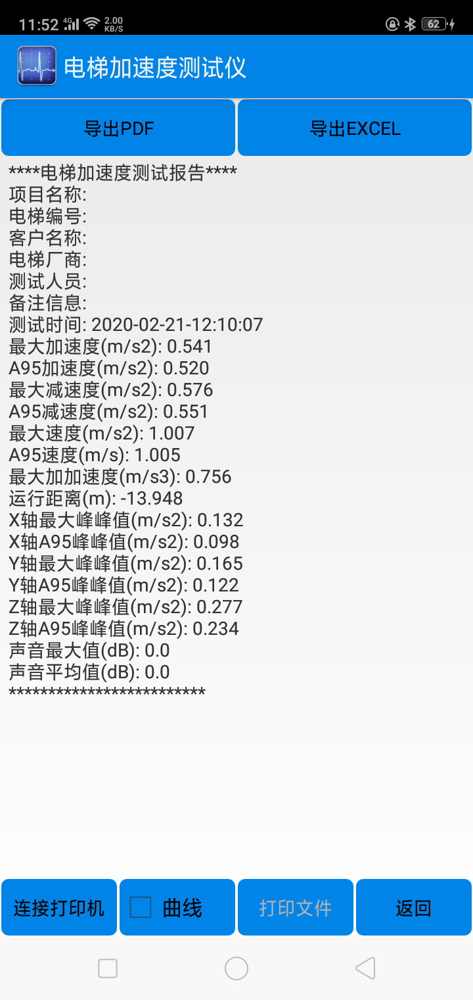 11:52 4G 2.00 KB/S 62
电梯加速度测试仪
导出PDF 导出EXCEL
****电梯加速度测试报告****
项目名称:
电梯编号:
客户名称:
电梯厂商:
测试人员:
备注信息:
测试时间: 2020-02-21-12:10:07
最大加速度(m/s2): 0.541
A95加速度(m/s2): 0.520
最大减速度(m/s2): 0.576
A95减速度(m/s2): 0.551
最大速度(m/s2): 1.007
A95速度(m/s): 1.005
最大加加速度(m/s3): 0.756
运行距离(m): -13.948
X轴最大峰峰值(m/s2): 0.132
X轴A95峰峰值(m/s2): 0.098
Y轴最大峰峰值(m/s2): 0.165
Y轴A95峰峰值(m/s2): 0.122
Z轴最大峰峰值(m/s2): 0.277
Z轴A95峰峰值(m/s2): 0.234
声音最大值(dB): 0.0
声音平均值(dB): 0.0
*************************
连接打印机 曲线 打印文件 返回